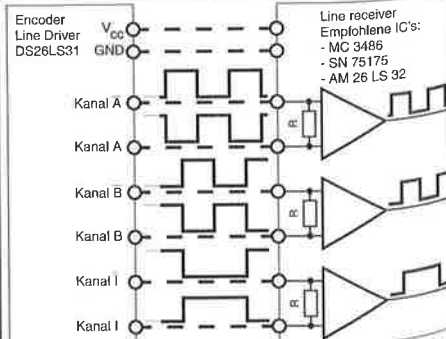 Encoder
Line Driver
DS26LS31
VCC
GND
Kanal A
Kanal A
Kanal B
Kanal B
Kanal I
Kanal I
Line receiver
Empfohlene IC's:
- MC 3486
- SN 75175
- AM 26 LS 32
R
R
R